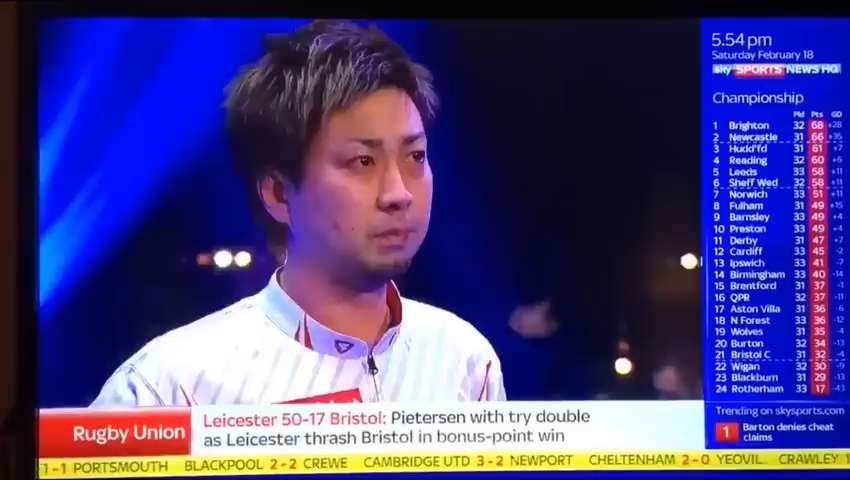 5.54pm
Saturday February 18
sky SPORTS NEWS HQ
Championship
Pld Pts GD
1 Brighton 32 68 +28
2 Newcastle 31 66 +35
3 Hudd'fd 31 61 +7
4 Reading 32 60 +6
5 Leeds 33 58 +11
6 Sheff Wed 32 58 +11
7 Norwich 33 51 +11
8 Fulham 31 49 +15
9 Barnsley 33 49 +4
10 Preston 33 49 +4
11 Derby 31 47 +7
12 Cardiff 33 45 -2
13 Ipswich 33 41 -7
14 Birmingham 33 40 -14
15 Brentford 31 37 -1
16 QPR 32 37 -11
17 Aston Villa 31 36 -6
18 N Forest 33 36 -12
19 Wolves 31 35 -4
20 Burton 32 34 -13
21 Bristol C 31 32 -4
22 Wigan 32 30 -9
23 Blackburn 31 29 -13
24 Rotherham 33 17 -43
Trending on skysports.com
1 Barton denies cheat
claims
Rugby Union
Leicester 50-17 Bristol: Pietersen with try double
as Leicester thrash Bristol in bonus-point win
1-1 PORTSMOUTH BLACKPOOL 2-2 CREWE CAMBRIDGE UTD 3-2 NEWPORT CHELTENHAM 2-0 YEOVIL CRAWLEY 1